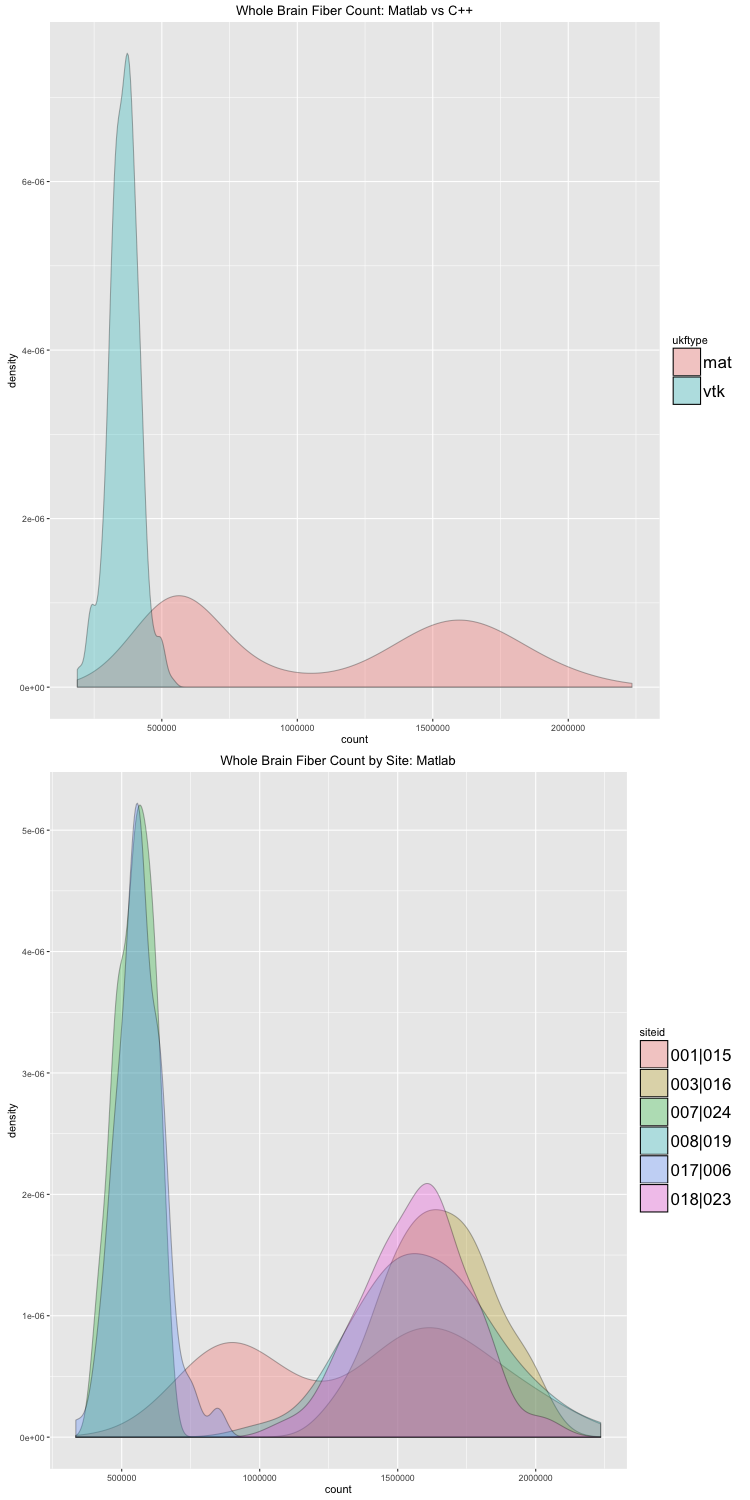 Whole Brain Fiber Count: Matlab vs C++
6e-06
4e-06
2e-06
0e+00
density
500000 1000000 1500000 2000000
count
ukftype
mat
vtk
Whole Brain Fiber Count by Site: Matlab
5e-06
4e-06
3e-06
2e-06
1e-06
0e+00
density
500000 1000000 1500000 2000000
count
siteid
001|015
003|016
007|024
008|019
017|006
018|023